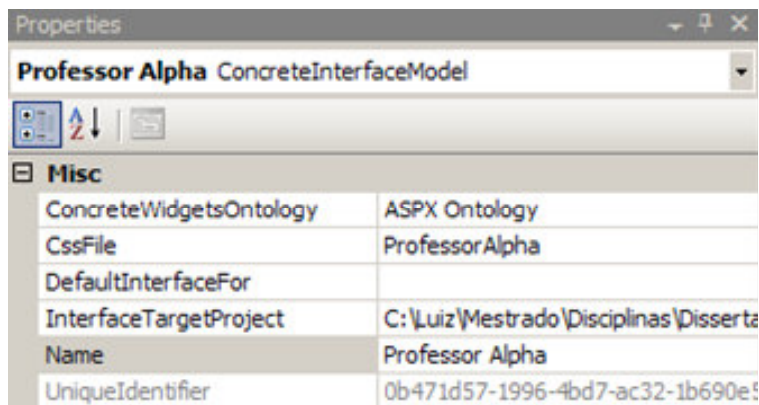 Properties
Professor Alpha ConcreteInterfaceModel
Misc
ConcreteWidgetsOntology ASPX Ontology
CssFile ProfessorAlpha
DefaultInterfaceFor
InterfaceTargetProject C:\Luiz\Mestrado\Disciplinas\Disserta
Name Professor Alpha
UniqueIdentifier 0b471d57-1996-4bd7-ac32-1b690e5